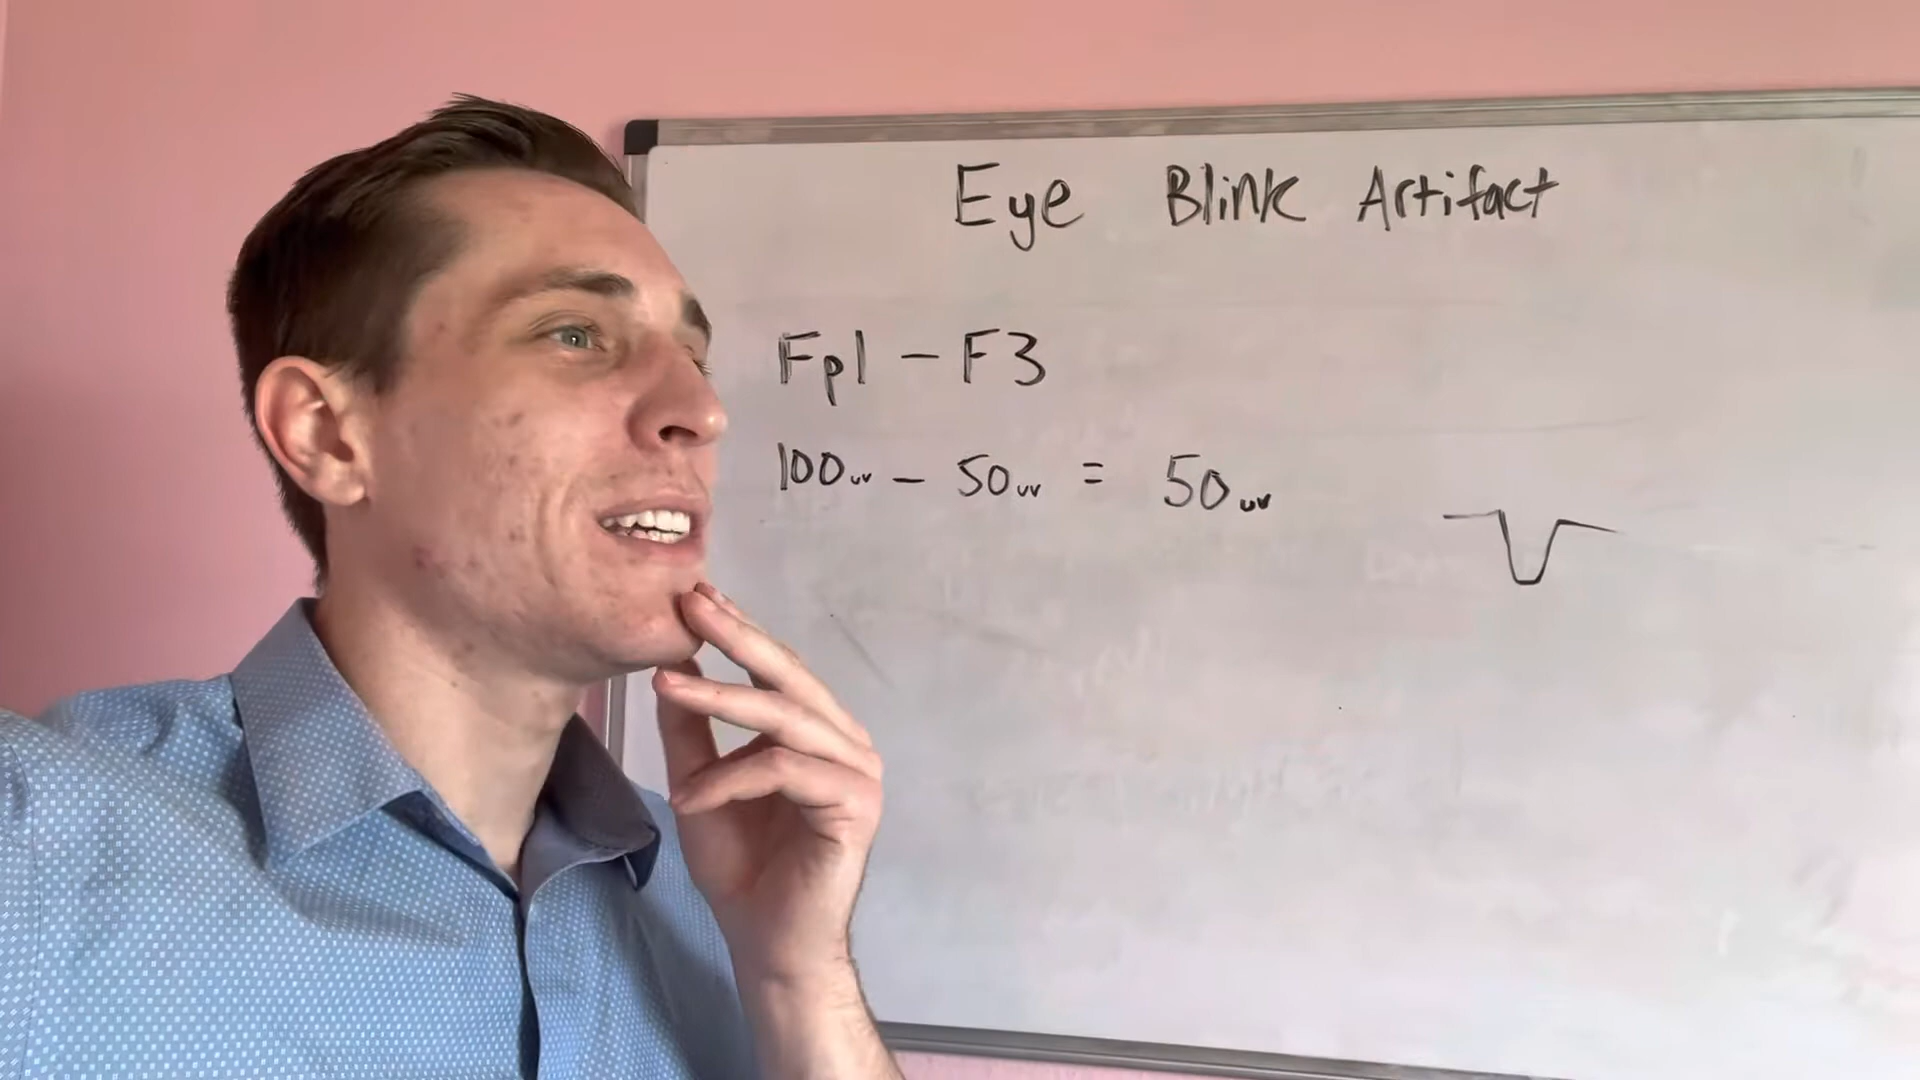 Eye Blink Artifact
Fp1 - F3
100uv - 50uv = 50uv